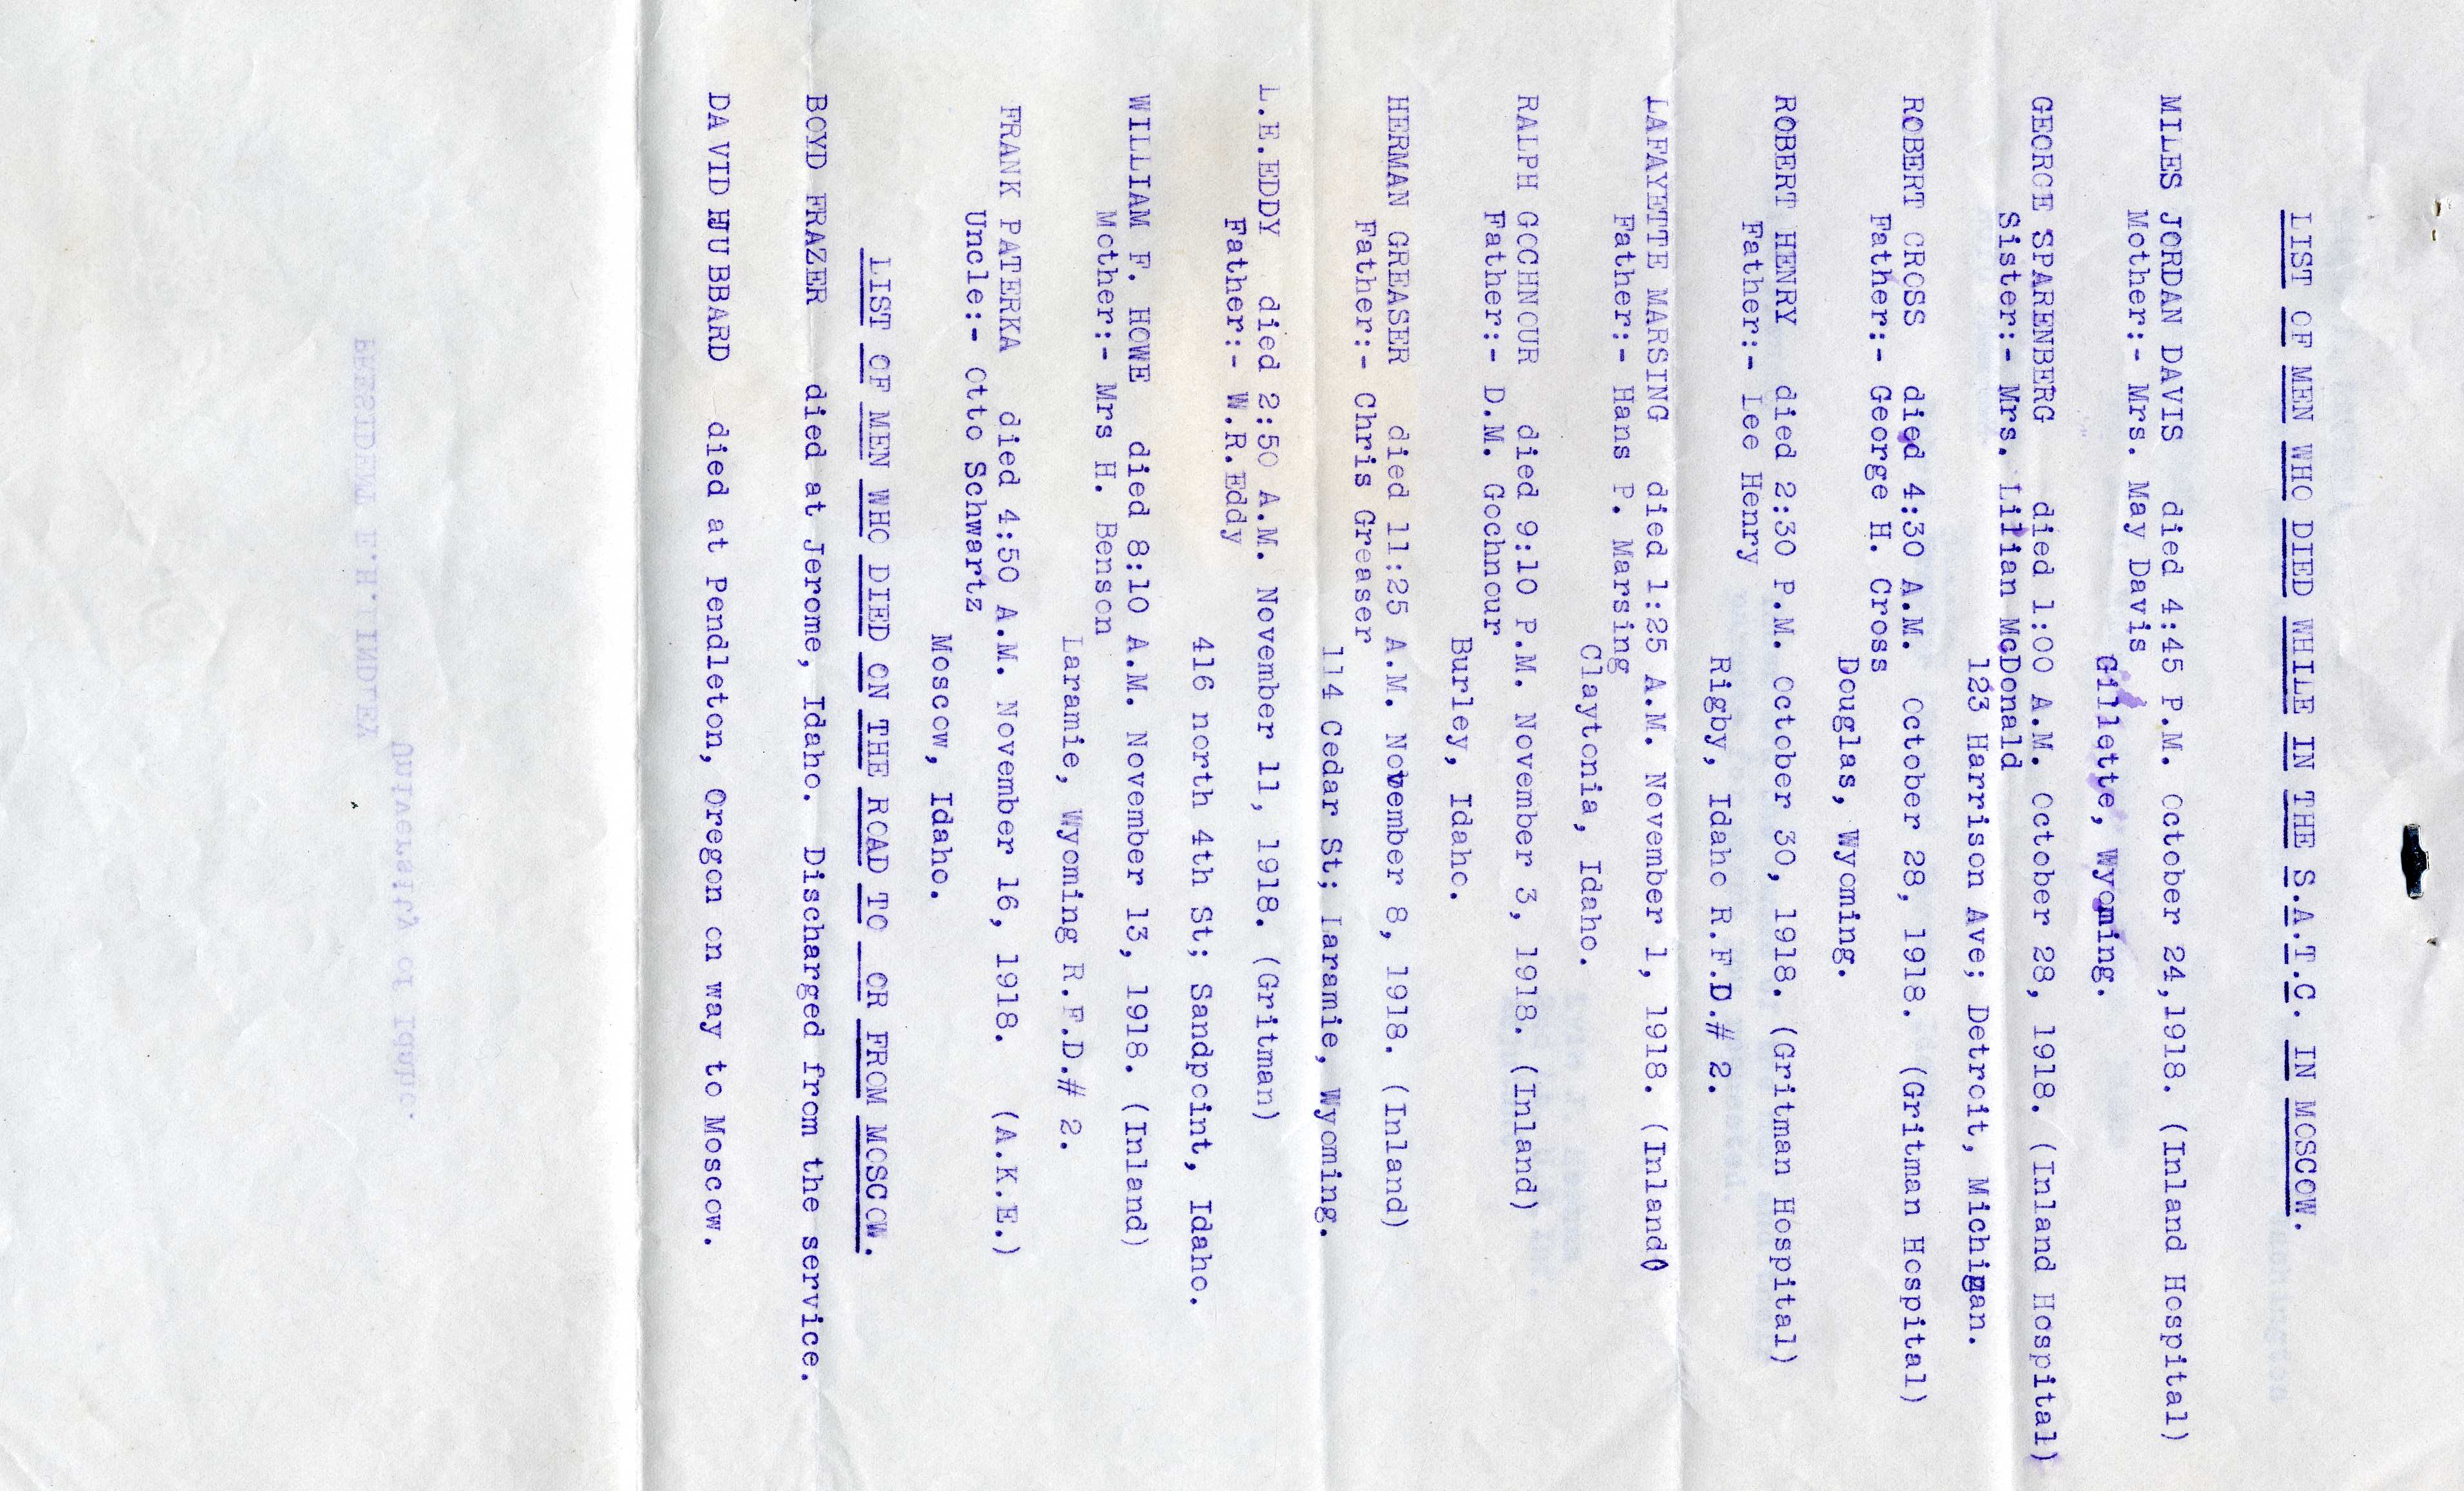 LIST OF MEN WHO DIED WHILE IN THE S.A.T.C. IN MOSCOW.
MILES JORDAN DAVIS died 4:45 P.M. October 24,1918. (Inland Hospital)
Mother:- Mrs. May Davis
Gillette, Wyoming.
GEORGE SPARENBERG died 1:00 A.M. October 28, 1918. (Inland Hospital)
Sister:- Mrs. Lilian McDonald
123 Harrison Ave; Detroit, Michigan.
ROBERT CROSS died 4:30 A.M. October 28, 1918. (Gritman Hospital)
Father:- George H. Cross
Douglas, Wyoming.
ROBERT HENRY died 2:30 P.M. October 30, 1918. (Gritman Hospital)
Father:- Lee Henry
Rigby, Idaho R.F.D.# 2.
LAFAYETTE MARSING died 1:25 A.M. November 1, 1918. (Inland)
Father:- Hans P. Marsing
Claytonia, Idaho.
RALPH GOCHNOUR died 9:10 P.M. November 3, 1918. (Inland)
Father:- D.M. Gochnour
Burley, Idaho.
HERMAN GREASER died 11:25 A.M. November 8, 1918. (Inland)
Father:- Chris Greaser
114 Cedar St; Laramie, Wyoming.
L.E.EDDY died 2:50 A.M. November 11, 1918. (Gritman)
Father:- W.R.Eddy
416 north 4th St; Sandpoint, Idaho.
WILLIAM F. HOWE died 8:10 A.M. November 13, 1918. (Inland)
Mother:- Mrs H. Benson
Laramie, Wyoming R.F.D.# 2.
FRANK PATERKA died 4:50 A.M. November 16, 1918. (A.K.E.)
Uncle:- Otto Schwartz
Moscow, Idaho.
LIST OF MEN WHO DIED ON THE ROAD TO OR FROM MOSCOW.
BOYD FRAZER died at Jerome, Idaho. Discharged from the service.
DAVID HUBBARD died at Pendleton, Oregon on way to Moscow.
University of Idaho.
PRESIDENT E.H.LINDLEY